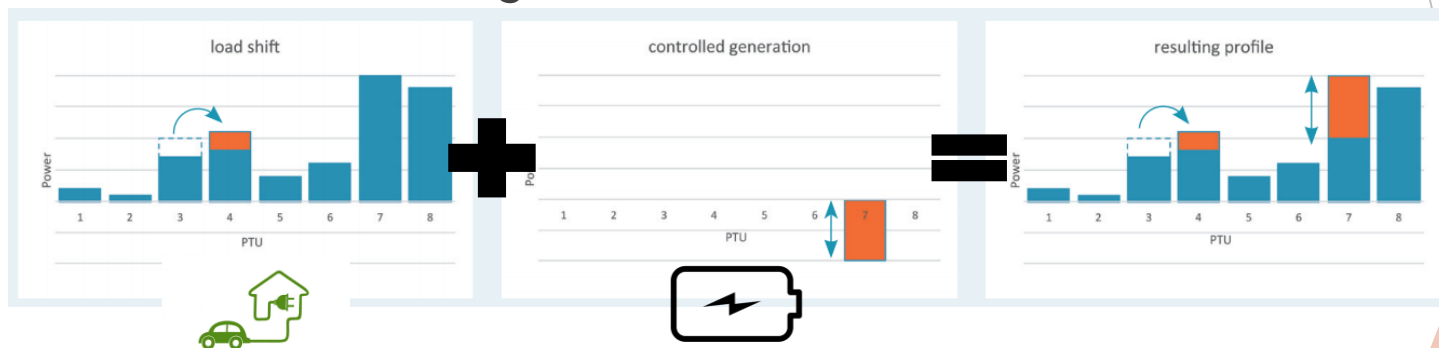 load shift
Power
1 2 3 4 5 6 7 8
PTU
controlled generation
1 2 3 4 5 6 7 8
PTU
resulting profile
Power
1 2 3 4 5 6 7 8
PTU